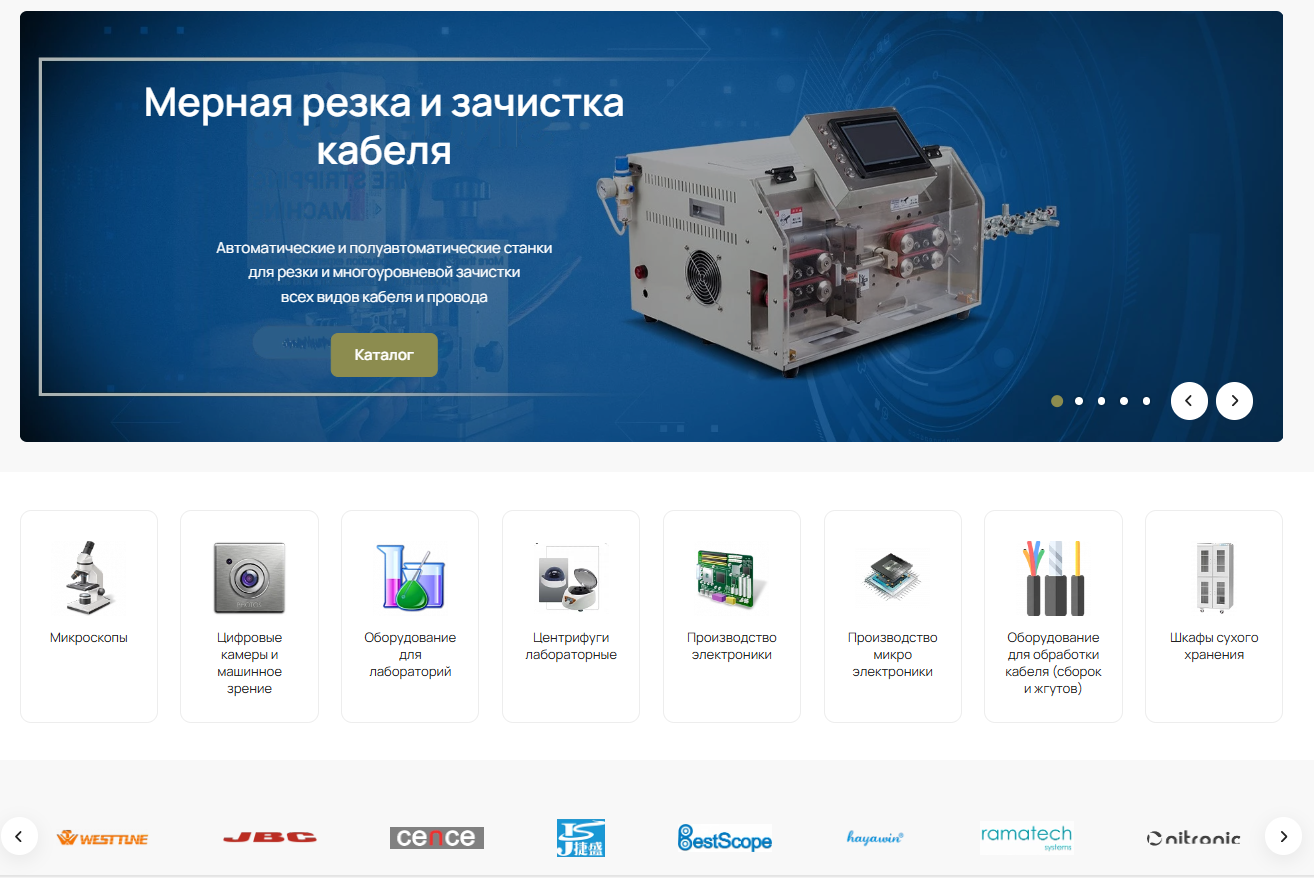 Мерная резка и зачистка
кабеля
Автоматические и полуавтоматические станки
для резки и многоуровневой зачистки
всех видов кабеля и провода
Каталог
Микроскопы
Цифровые
камеры и
машинное
зрение
Оборудование
для
лабораторий
Центрифуги
лабораторные
Производство
электроники
Производство
микро
электроники
Оборудование
для обработки
кабеля (сборок
и жгутов)
Шкафы сухого
хранения
WESTTUNE
JBC
cence
JS
捷盛
BestScope
hayawin®
ramatech
systems
nitronic